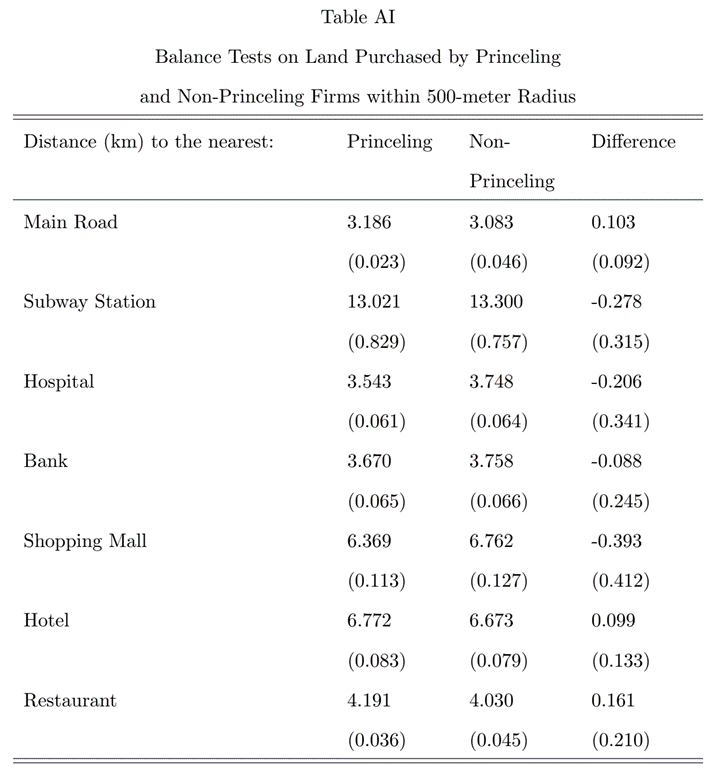 Table AI
Balance Tests on Land Purchased by Princeling
and Non-Princeling Firms within 500-meter Radius
Distance (km) to the nearest: Princeling Non- Difference
Princeling
Main Road 3.186 3.083 0.103
(0.023) (0.046) (0.092)
Subway Station 13.021 13.300 -0.278
(0.829) (0.757) (0.315)
Hospital 3.543 3.748 -0.206
(0.061) (0.064) (0.341)
Bank 3.670 3.758 -0.088
(0.065) (0.066) (0.245)
Shopping Mall 6.369 6.762 -0.393
(0.113) (0.127) (0.412)
Hotel 6.772 6.673 0.099
(0.083) (0.079) (0.133)
Restaurant 4.191 4.030 0.161
(0.036) (0.045) (0.210)